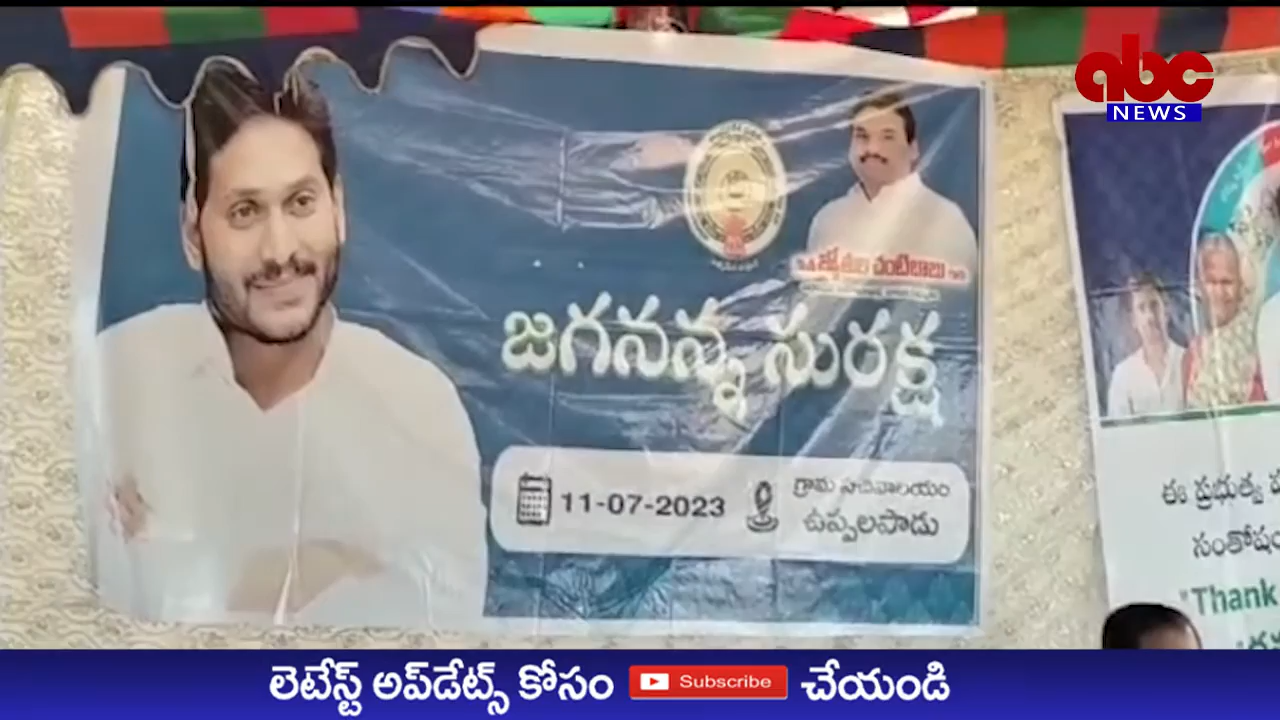 abc
NEWS
జ్యోతుల చంటిబాబు
జగనన్న సురక్ష
11-07-2023
గ్రామ సచివాలయం
ఉప్పలపాడు
ఈ ప్రభుత్వ
సంతోషం
"Thank
లెటేస్ట్ అప్‌డేట్స్ కోసం Subscribe చేయండి